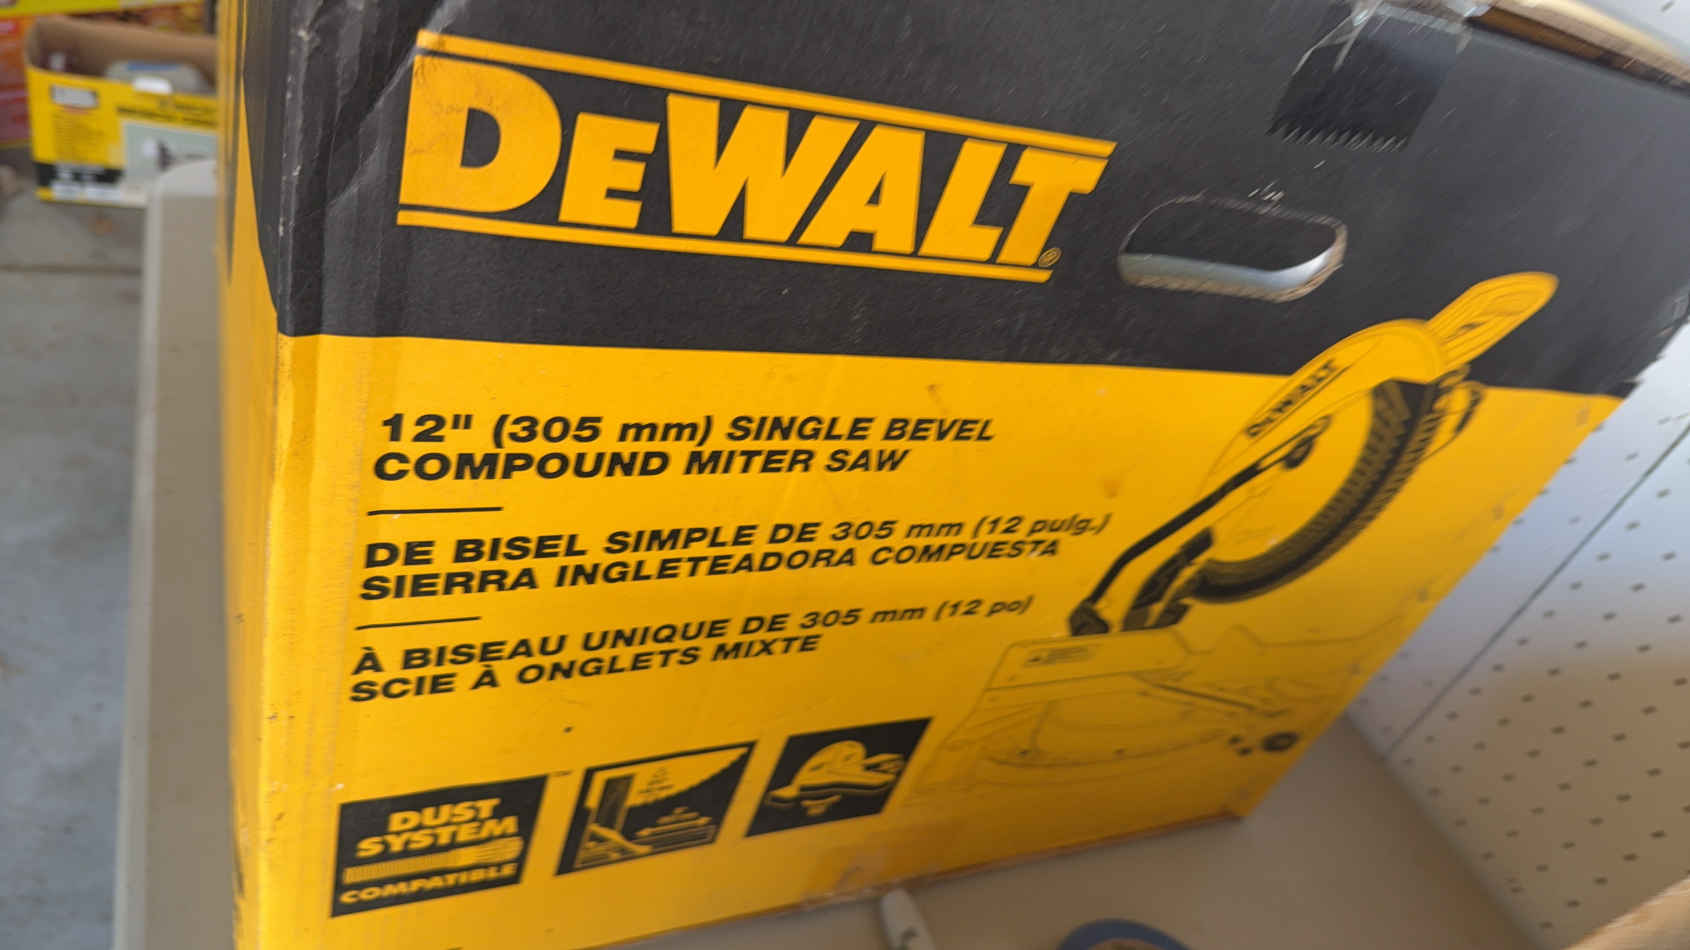 DEWALT®
12" (305 mm) SINGLE BEVEL
COMPOUND MITER SAW
DE BISEL SIMPLE DE 305 mm (12 pulg.)
SIERRA INGLETEADORA COMPUESTA
À BISEAU UNIQUE DE 305 mm (12 po)
SCIE À ONGLETS MIXTE
DEWALT
DUST
SYSTEM
COMPATIBLE